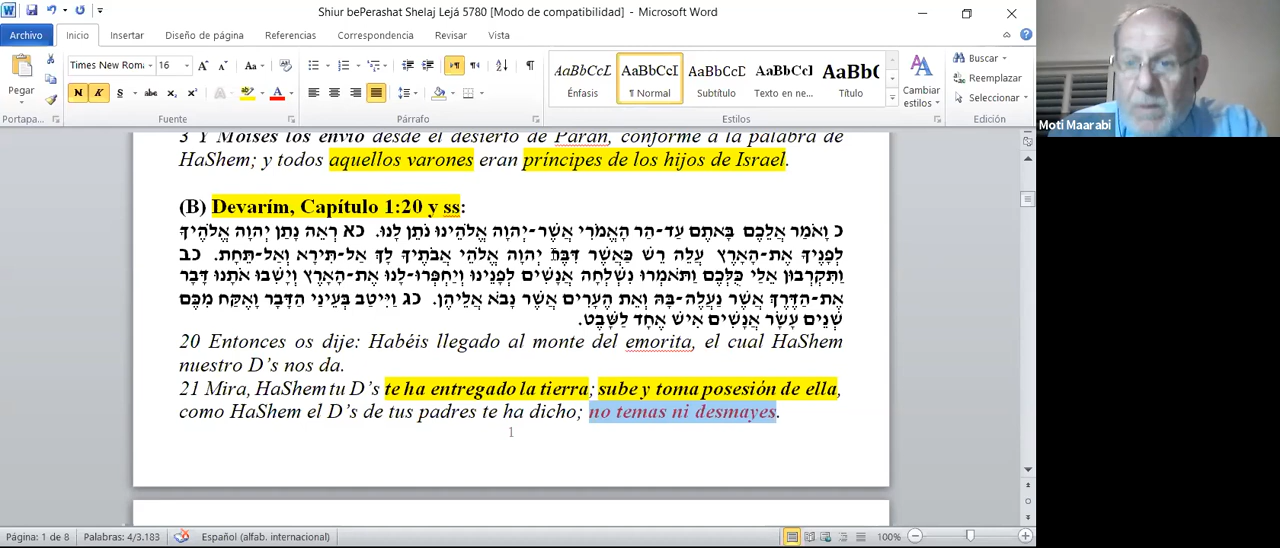 Shiur bePerashat Shelaj Lejá 5780 [Modo de compatibilidad] - Microsoft Word
Archivo Inicio Insertar Diseño de página Referencias Correspondencia Revisar Vista
Times New Roma 16
Pegar
N K S abc x₂ x² A
AaBbCcL AaBbCcI AaBbCcD AaBbCcI AaBbC
Énfasis ¶ Normal Subtítulo Texto en ne... Título
Cambiar estilos
Buscar
Reemplazar
Seleccionar
Portapa... Fuente Párrafo Estilos Edición
Moti Maarabi
3 Y Moisés los envió desde el desierto de Parán, conforme a la palabra de
HaShem; y todos aquellos varones eran príncipes de los hijos de Israel.
(B) Devarím, Capítulo 1:20 y ss:
כ וָאֹמַר אֲלֵכֶם בָּאתֶם עַד-הַר הָאֱמֹרִי אֲשֶׁר-יְהוָה אֱלֹהֵינוּ נֹתֵן לָנוּ. כא רְאֵה נָתַן יְהוָה אֱלֹהֶיךָ
לְפָנֶיךָ אֶת-הָאָרֶץ עֲלֵה רֵשׁ כַּאֲשֶׁר דִּבֶּר יְהוָה אֱלֹהֵי אֲבֹתֶיךָ לָךְ אַל-תִּירָא וְאַל-תֵּחָת. כב
וַתִּקְרְבוּן אֵלַי כֻּלְּכֶם וַתֹּאמְרוּ נִשְׁלְחָה אֲנָשִׁים לְפָנֵינוּ וְיַחְפְּרוּ-לָנוּ אֶת-הָאָרֶץ וְיָשִׁבוּ אֹתָנוּ דָּבָר
אֶת-הַדֶּרֶךְ אֲשֶׁר נַעֲלֶה-בָּהּ וְאֵת הֶעָרִים אֲשֶׁר נָבֹא אֲלֵיהֶן. כג וַיִּיטַב בְּעֵינַי הַדָּבָר וָאֶקַּח מִכֶּם
שְׁנֵים עָשָׂר אֲנָשִׁים אִישׁ אֶחָד לַשָּׁבֶט.
20 Entonces os dije: Habéis llegado al monte del emorita, el cual HaShem
nuestro D’s nos da.
21 Mira, HaShem tu D’s te ha entregado la tierra; sube y toma posesión de ella,
como HaShem el D’s de tus padres te ha dicho; no temas ni desmayes.
1
Página: 1 de 8 Palabras: 4/3.183 Español (alfab. internacional) 100%